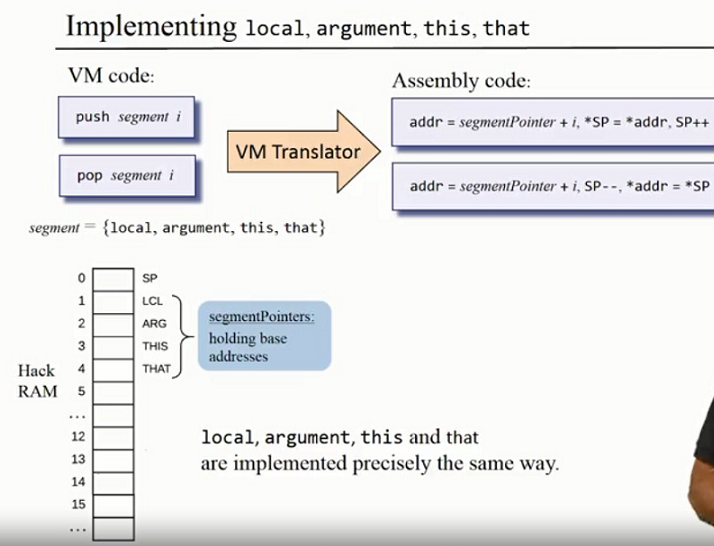 Implementing local, argument, this, that
VM code:
push segment i
pop segment i
segment = {local, argument, this, that}
VM Translator
Assembly code:
addr = segmentPointer + i, *SP = *addr, SP++
addr = segmentPointer + i, SP--, *addr = *SP
Hack
RAM
0 SP
1 LCL
2 ARG
3 THIS
4 THAT
5
...
12
13
14
15
...
segmentPointers:
holding base
addresses
local, argument, this and that
are implemented precisely the same way.